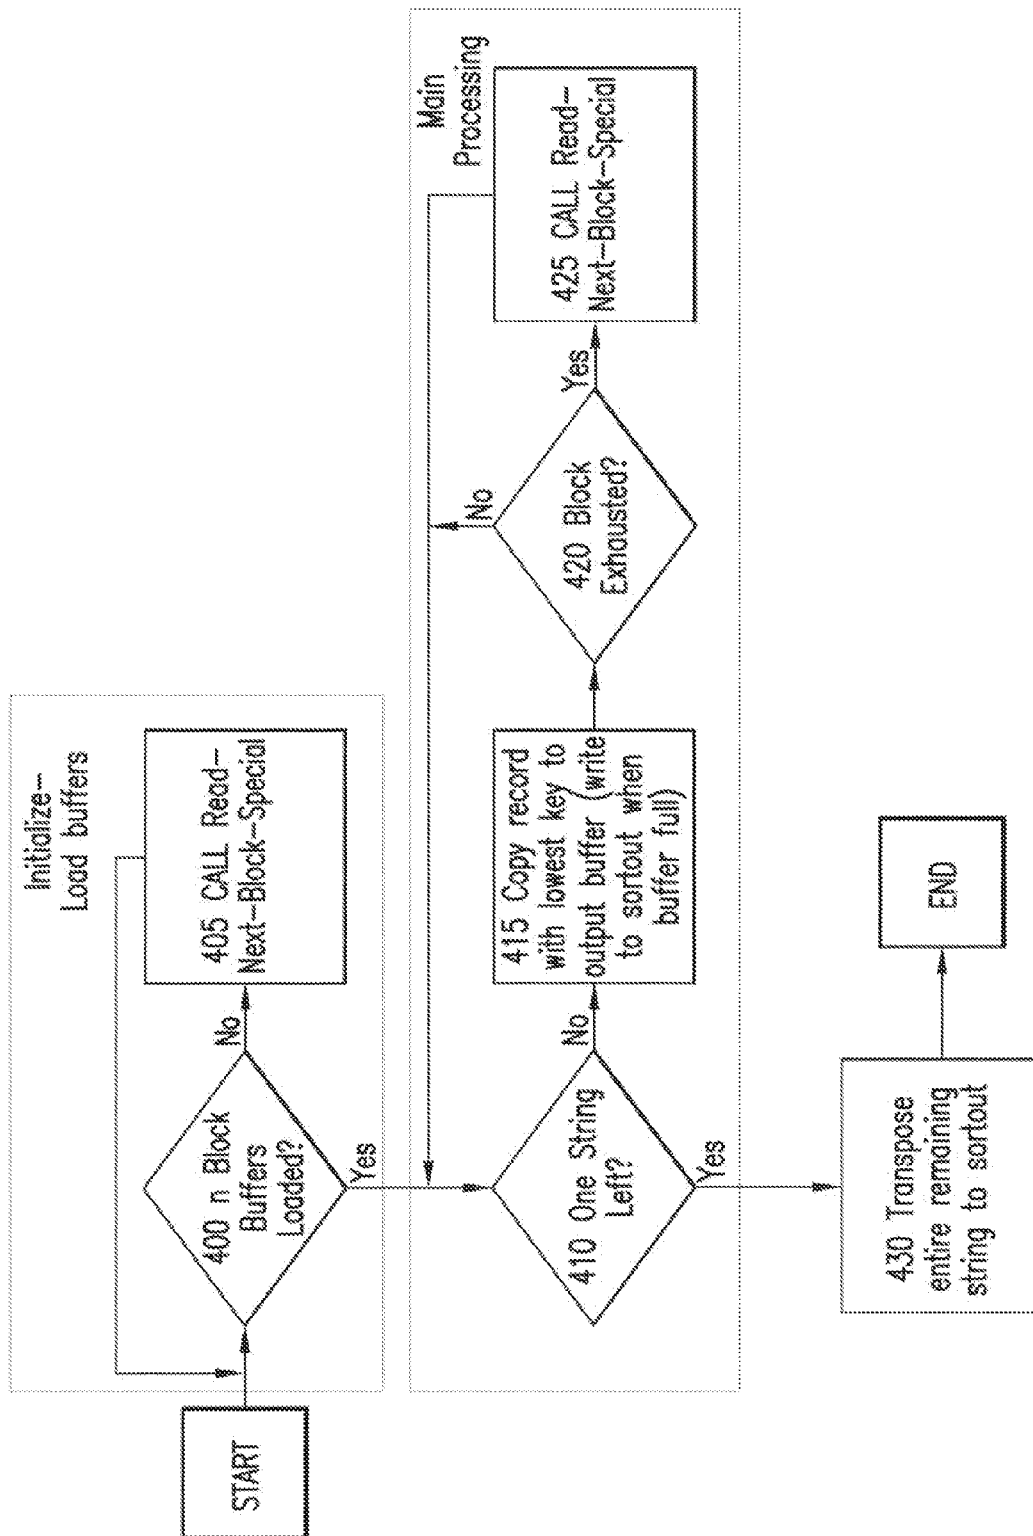 START
Initialize–
Load buffers
400 n Block
Buffers
Loaded?
No
405 CALL Read–
Next–Block–Special
Yes
Main
Processing
410 One String
Left?
No
415 Copy record
with lowest key to
output buffer (write
to sortout when
buffer full)
420 Block
Exhausted?
No
Yes
425 CALL Read–
Next–Block–Special
Yes
430 Transpose
entire remaining
string to sortout
END